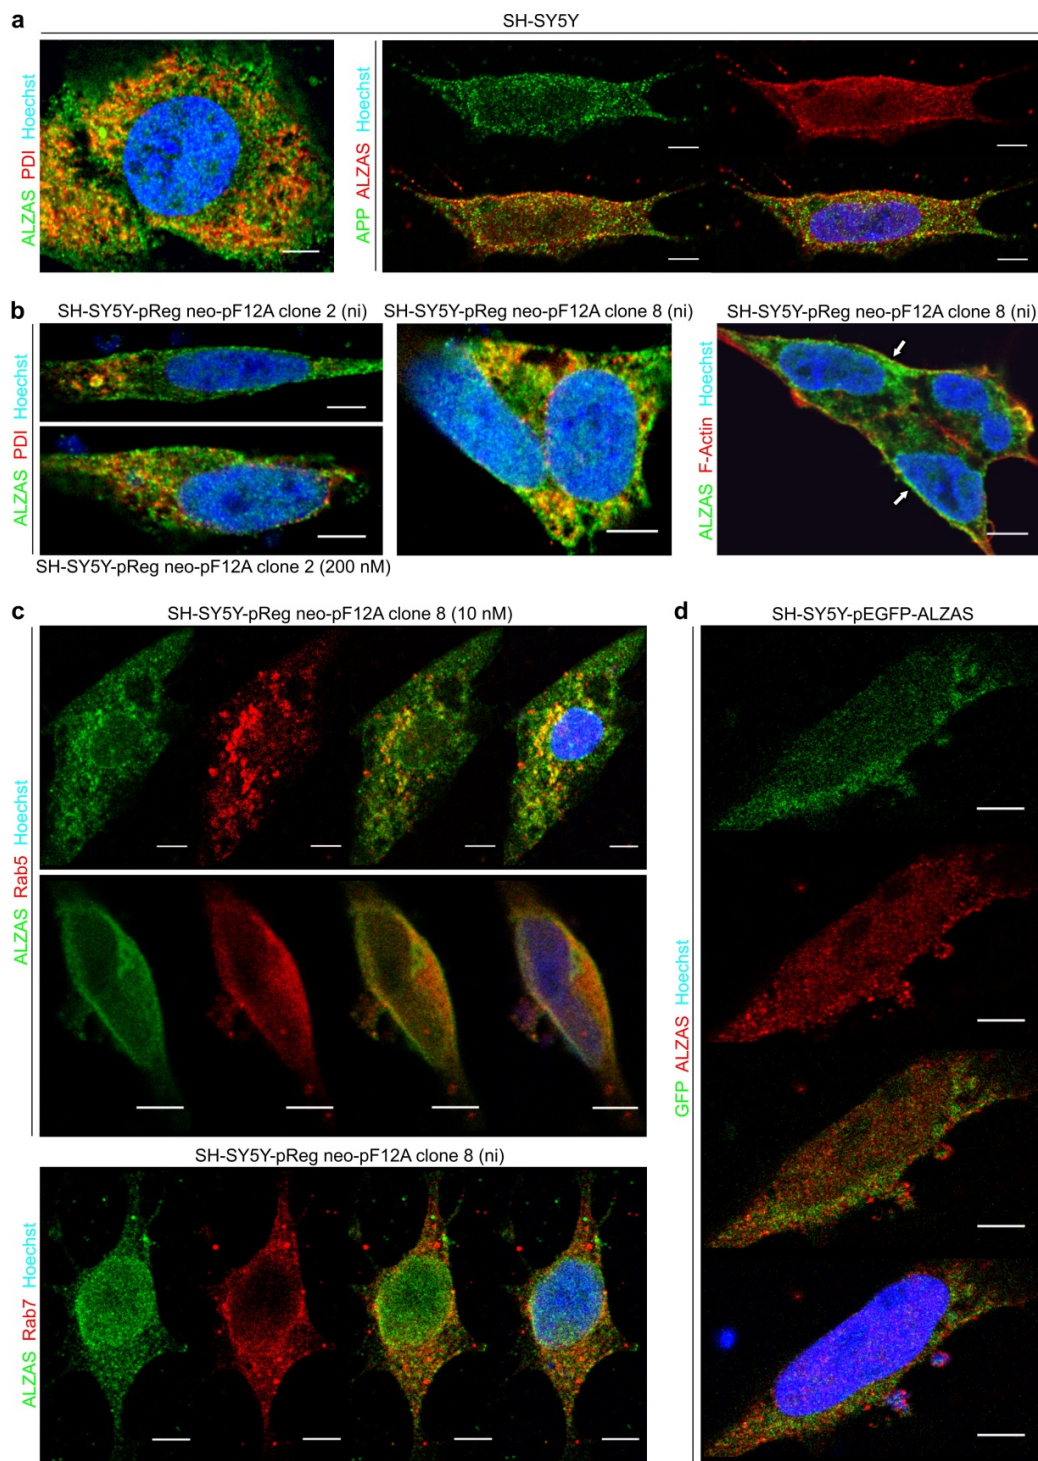 a
SH-SY5Y
ALZAS PDI Hoechst
APP ALZAS Hoechst
b
SH-SY5Y-pReg neo-pF12A clone 2 (ni)
SH-SY5Y-pReg neo-pF12A clone 8 (ni)
SH-SY5Y-pReg neo-pF12A clone 8 (ni)
ALZAS PDI Hoechst
ALZAS F-Actin Hoechst
SH-SY5Y-pReg neo-pF12A clone 2 (200 nM)
c
SH-SY5Y-pReg neo-pF12A clone 8 (10 nM)
ALZAS Rab5 Hoechst
SH-SY5Y-pReg neo-pF12A clone 8 (ni)
ALZAS Rab7 Hoechst
d
SH-SY5Y-pEGFP-ALZAS
GFP ALZAS Hoechst